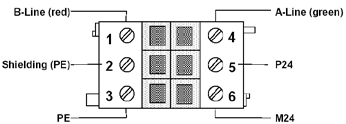 B-Line (red) A-Line (green)
1 4
Shielding (PE) 2 5 P24
3 6
PE M24